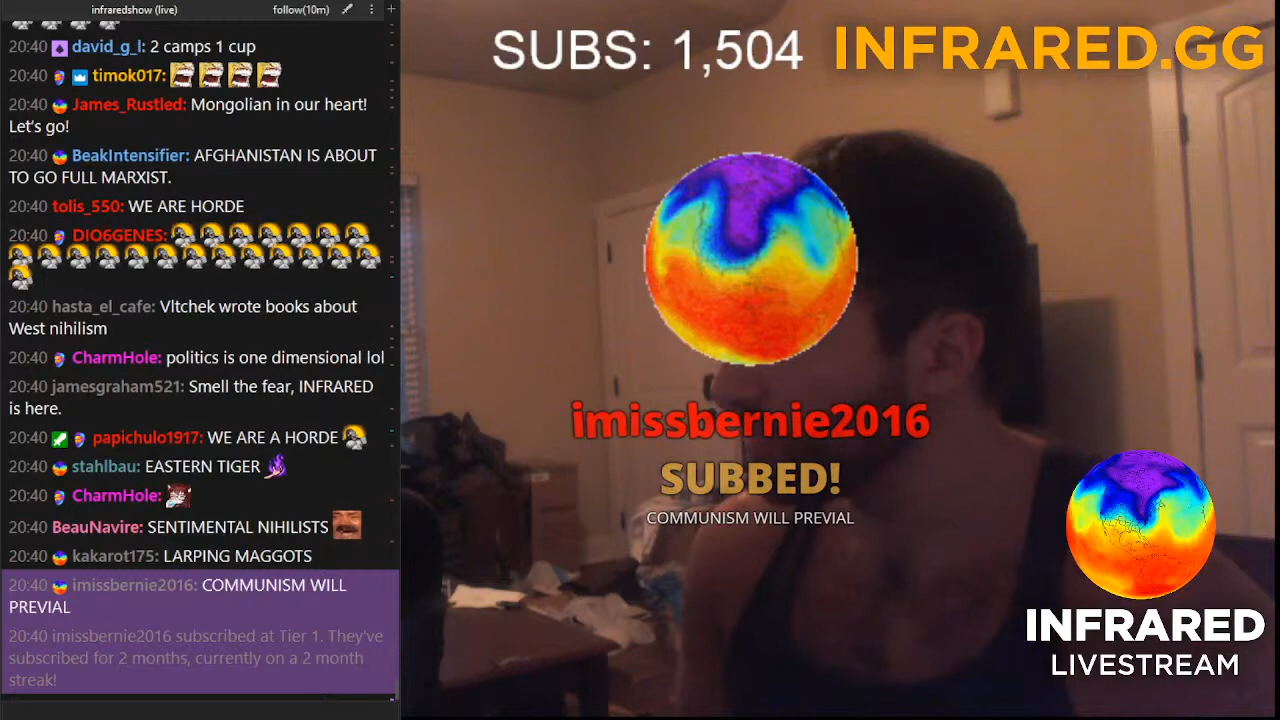 infraredshow (live)
follow(10m)
20:40 david_g_l: 2 camps 1 cup
20:40 timok017:
20:40 James_Rustled: Mongolian in our heart!
Let's go!
20:40 BeakIntensifier: AFGHANISTAN IS ABOUT
TO GO FULL MARXIST.
20:40 tolis_550: WE ARE HORDE
20:40 DIO6GENES:
20:40 hasta_el_cafe: Vltchek wrote books about
West nihilism
20:40 CharmHole: politics is one dimensional lol
20:40 jamesgraham521: Smell the fear, INFRARED
is here.
20:40 papichulo1917: WE ARE A HORDE
20:40 stahlbau: EASTERN TIGER
20:40 CharmHole:
20:40 BeauNavire: SENTIMENTAL NIHILISTS
20:40 kakarot175: LARPING MAGGOTS
20:40 imissbernie2016: COMMUNISM WILL
PREVIAL
20:40 imissbernie2016 subscribed at Tier 1. They've
subscribed for 2 months, currently on a 2 month
streak!
SUBS: 1,504 INFRARED.GG
imissbernie2016
SUBBED!
COMMUNISM WILL PREVIAL
INFRARED
LIVESTREAM